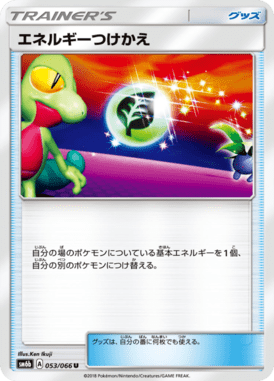 TRAINER'S
グッズ
エネルギーつけかえ
自分の場のポケモンについている基本エネルギーを1個、
自分の別のポケモンにつけ替える。
Illus.Ken Ikuji
sm6b A 053/066 U
©2018 Pokémon/Nintendo/Creatures/GAME FREAK.
グッズは、自分の番に何枚でも使える。